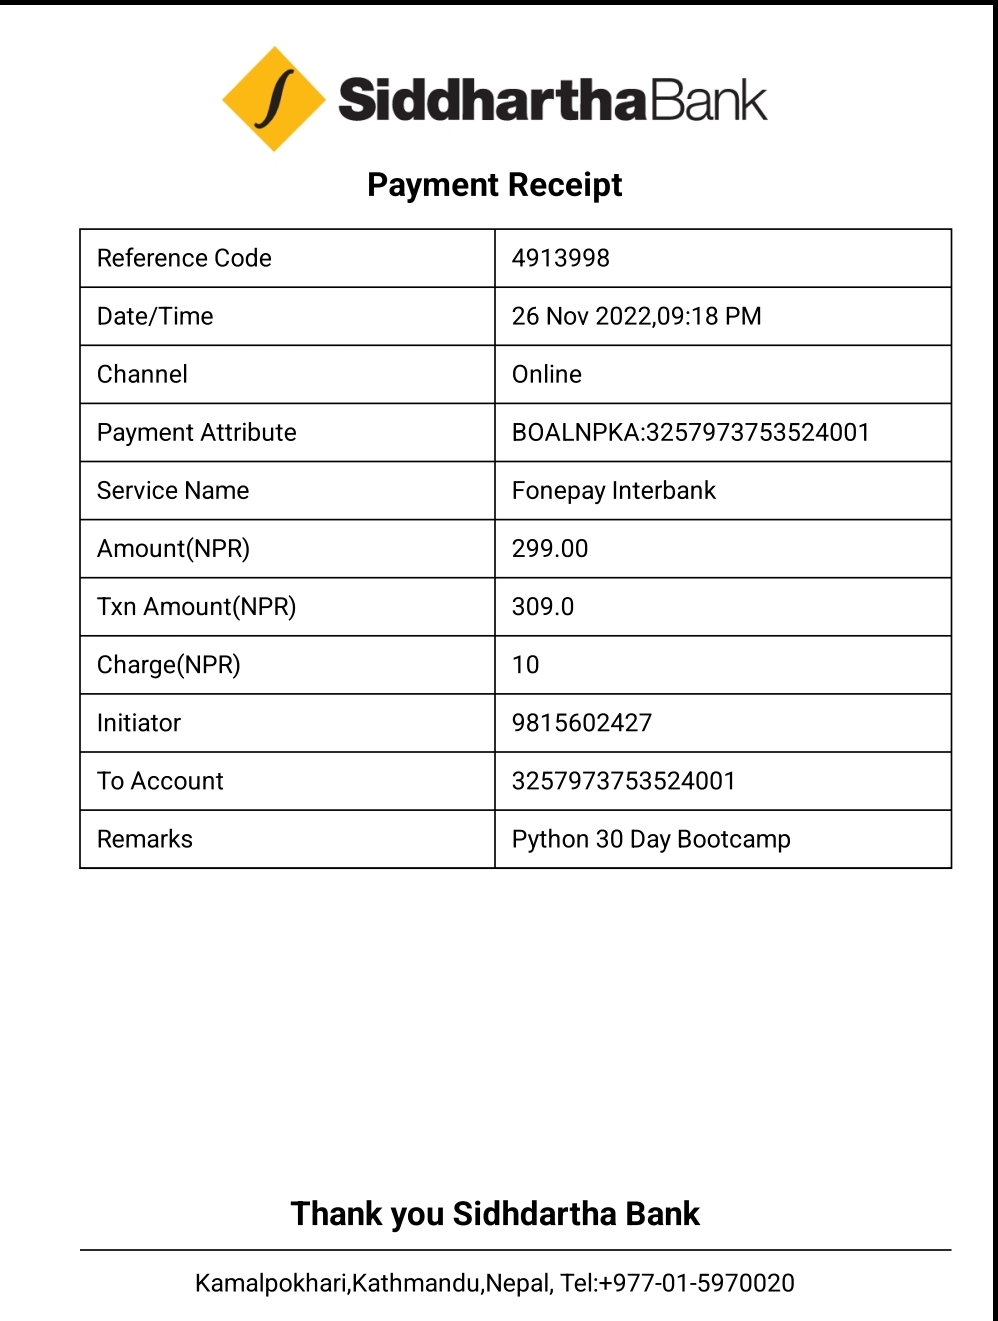 SiddharthaBank
Payment Receipt
Reference Code 4913998
Date/Time 26 Nov 2022,09:18 PM
Channel Online
Payment Attribute BOALNPKA:3257973753524001
Service Name Fonepay Interbank
Amount(NPR) 299.00
Txn Amount(NPR) 309.0
Charge(NPR) 10
Initiator 9815602427
To Account 3257973753524001
Remarks Python 30 Day Bootcamp
Thank you Sidhdartha Bank
Kamalpokhari,Kathmandu,Nepal, Tel:+977-01-5970020